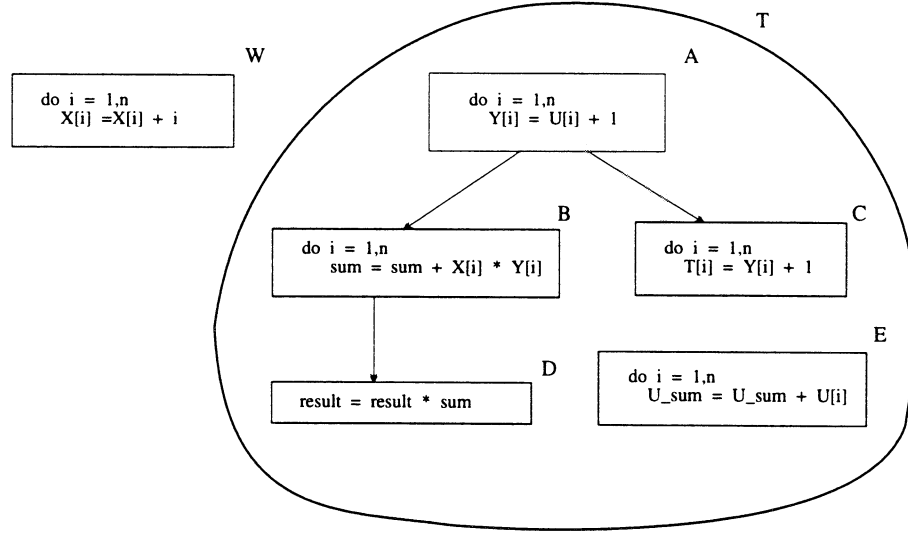 T
W
A
do i = 1,n
X[i] =X[i] + i
do i = 1,n
Y[i] = U[i] + 1
B
C
do i = 1,n
sum = sum + X[i] * Y[i]
do i = 1,n
T[i] = Y[i] + 1
D
E
result = result * sum
do i = 1,n
U_sum = U_sum + U[i]